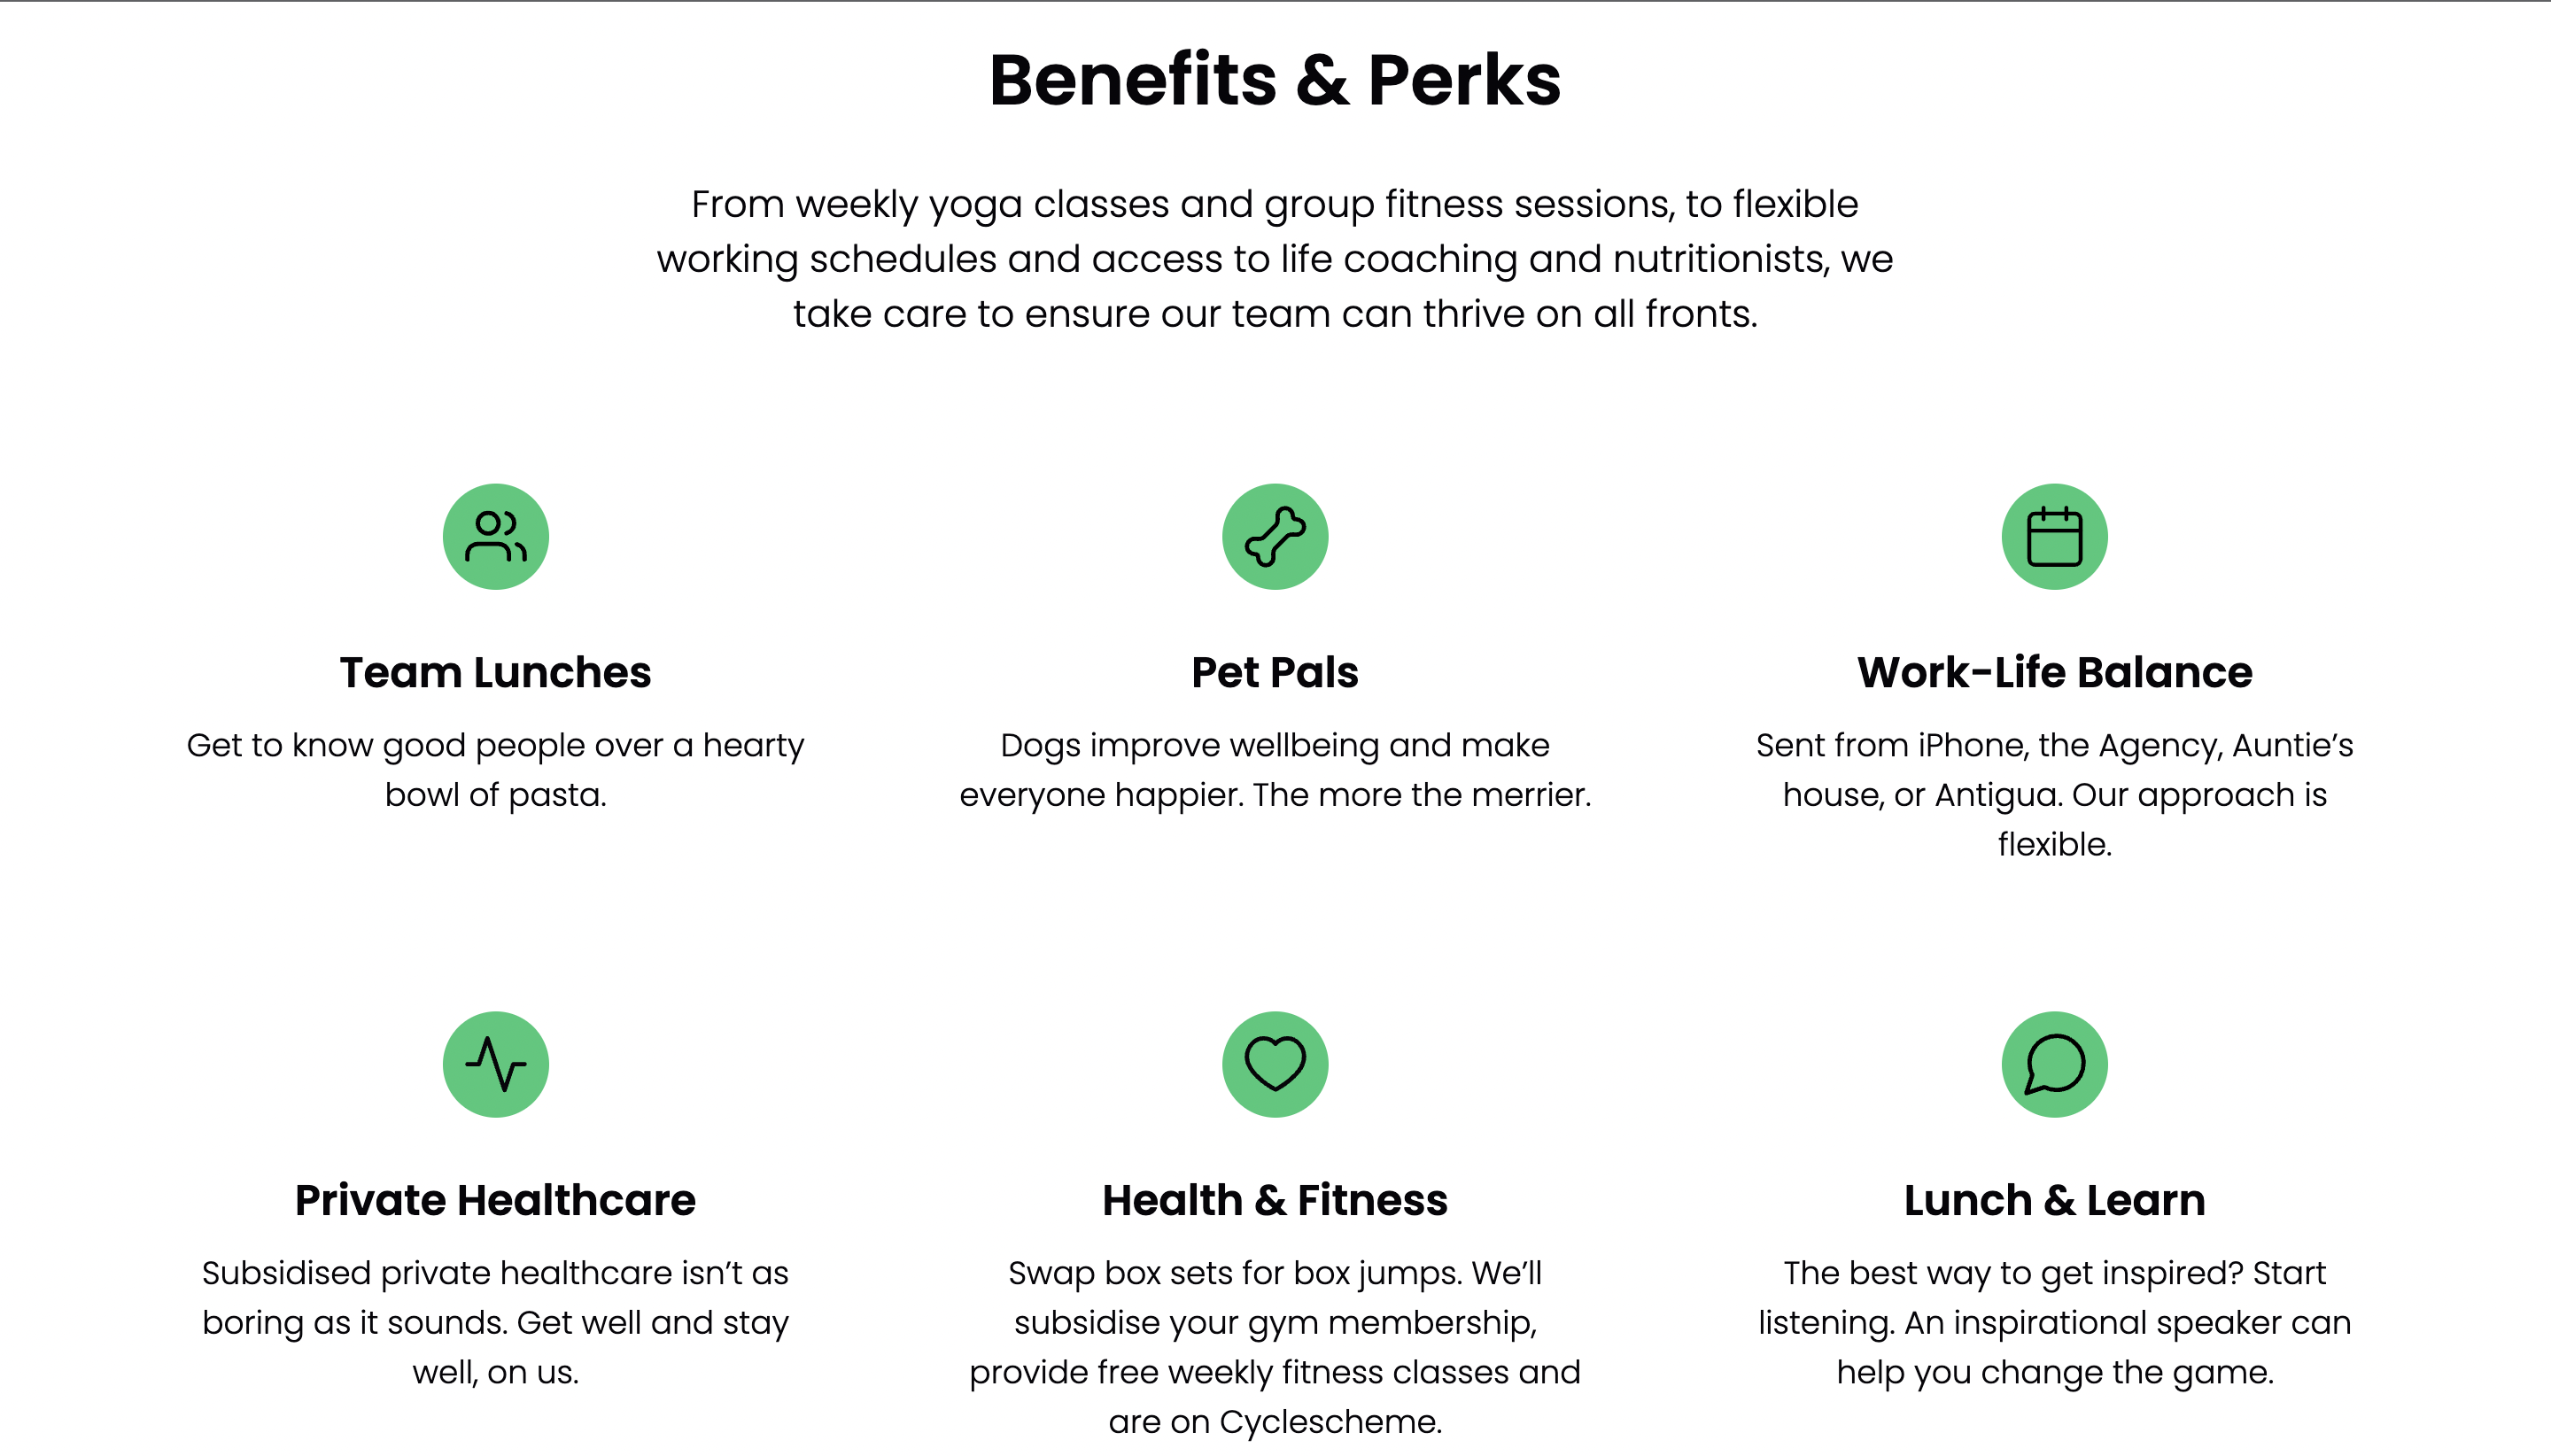 Benefits & Perks
From weekly yoga classes and group fitness sessions, to flexible
working schedules and access to life coaching and nutritionists, we
take care to ensure our team can thrive on all fronts.
Team Lunches
Get to know good people over a hearty
bowl of pasta.
Pet Pals
Dogs improve wellbeing and make
everyone happier. The more the merrier.
Work-Life Balance
Sent from iPhone, the Agency, Auntie’s
house, or Antigua. Our approach is
flexible.
Private Healthcare
Subsidised private healthcare isn’t as
boring as it sounds. Get well and stay
well, on us.
Health & Fitness
Swap box sets for box jumps. We’ll
subsidise your gym membership,
provide free weekly fitness classes and
are on Cyclescheme.
Lunch & Learn
The best way to get inspired? Start
listening. An inspirational speaker can
help you change the game.